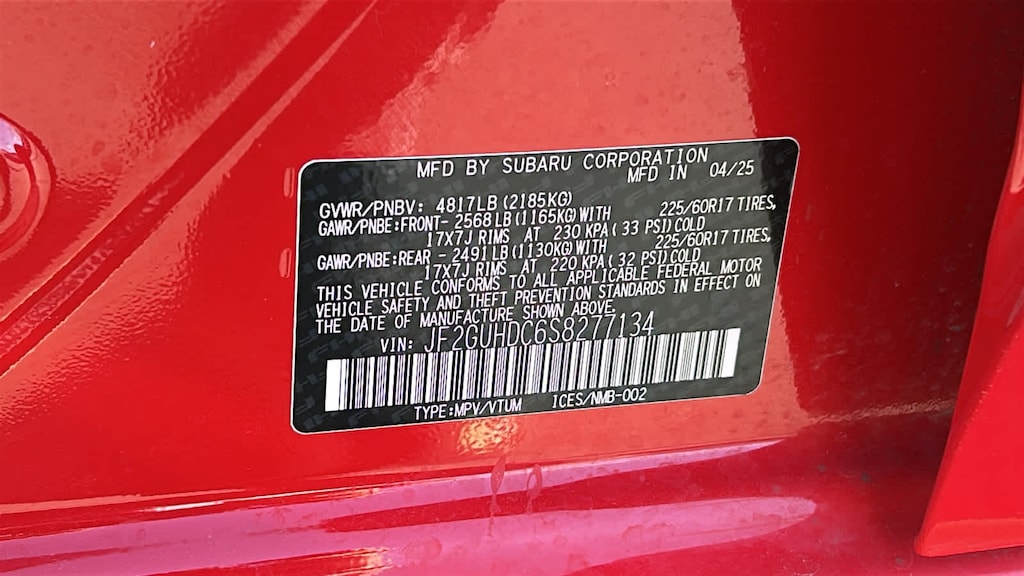 MFD BY SUBARU CORPORATION
MFD IN 04/25
GVWR/PNBV: 4817LB (2185KG)
GAWR/PNBE:FRONT- 2568LB (1165KG)WITH 225/60R17 TIRES,
17X7J RIMS AT 230 KPA( 33 PSI)COLD
GAWR/PNBE:REAR - 2491LB (1130KG)WITH 225/60R17 TIRES,
17X7J RIMS AT 220 KPA( 32 PSI)COLD
THIS VEHICLE CONFORMS TO ALL APPLICABLE FEDERAL MOTOR
VEHICLE SAFETY AND THEFT PREVENTION STANDARDS IN EFFECT ON
THE DATE OF MANUFACTURE SHOWN ABOVE.
VIN: JF2GUHDC6S8277134
TYPE:MPV/VTUM ICES/NMB-002